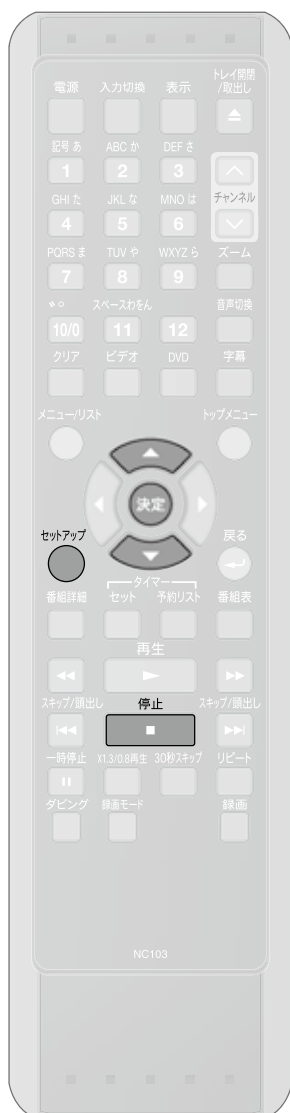 電源 入力切換 表示 トレイ開閉
/取出し
記号 あ ABC か DEF さ
1 2 3
GHI た JKL な MNO は チャンネル
4 5 6
PQRS ま TUV や WXYZ ら ズーム
7 8 9
゛゜ スペースわをん 音声切換
10/0 11 12
クリア ビデオ DVD 字幕
メニュー/リスト トップメニュー
決定
セットアップ 戻る
タイマー
番組詳細 セット 予約リスト 番組表
再生
スキップ/頭出し 停止 スキップ/頭出し
一時停止 X1.3/0.8再生 30秒スキップ リピート
ダビング 録画モード 録画
NC103